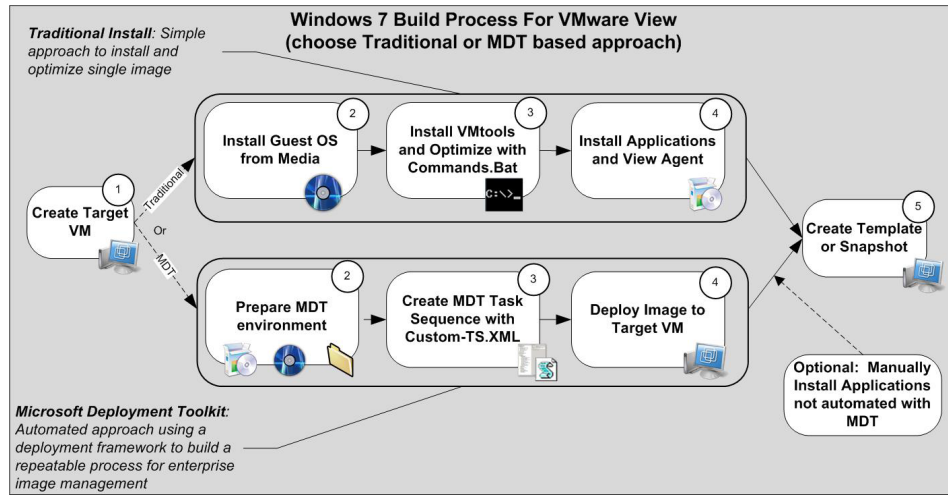 Windows 7 Build Process For VMware View
(choose Traditional or MDT based approach)
Traditional Install: Simple
approach to install and
optimize single image
1
Create Target
VM
Traditional
Or
MDT
2
Install Guest OS
from Media
3
Install VMtools
and Optimize with
Commands.Bat
C:\>_
4
Install Applications
and View Agent
2
Prepare MDT
environment
3
Create MDT Task
Sequence with
Custom-TS.XML
4
Deploy Image to
Target VM
5
Create Template
or Snapshot
Optional: Manually
Install Applications
not automated with
MDT
Microsoft Deployment Toolkit:
Automated approach using a
deployment framework to build a
repeatable process for enterprise
image management